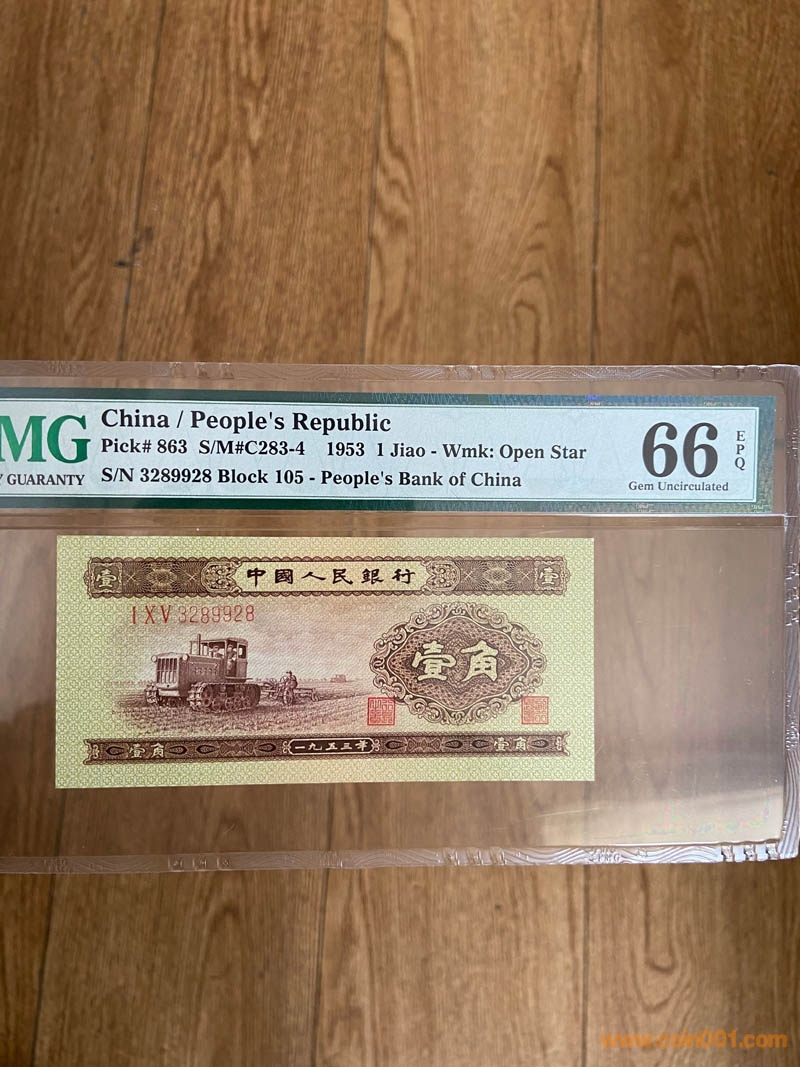 MG
Y GUARANTY
China / People's Republic
Pick# 863 S/M#C283-4 1953 1 Jiao - Wmk: Open Star
S/N 3289928 Block 105 - People's Bank of China
66
EPQ
Gem Uncirculated
壹 中國人民銀行 壹
I X V 3289928
壹角
壹角 一九五三年 壹角
PMG
www.coin001.com